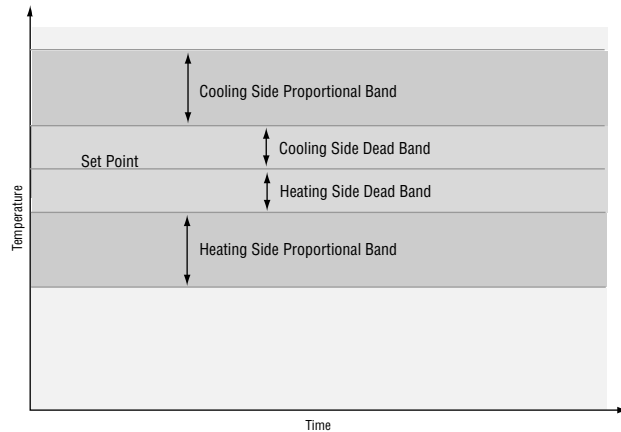 Cooling Side Proportional Band
Cooling Side Dead Band
Set Point
Heating Side Dead Band
Temperature
Heating Side Proportional Band
Time